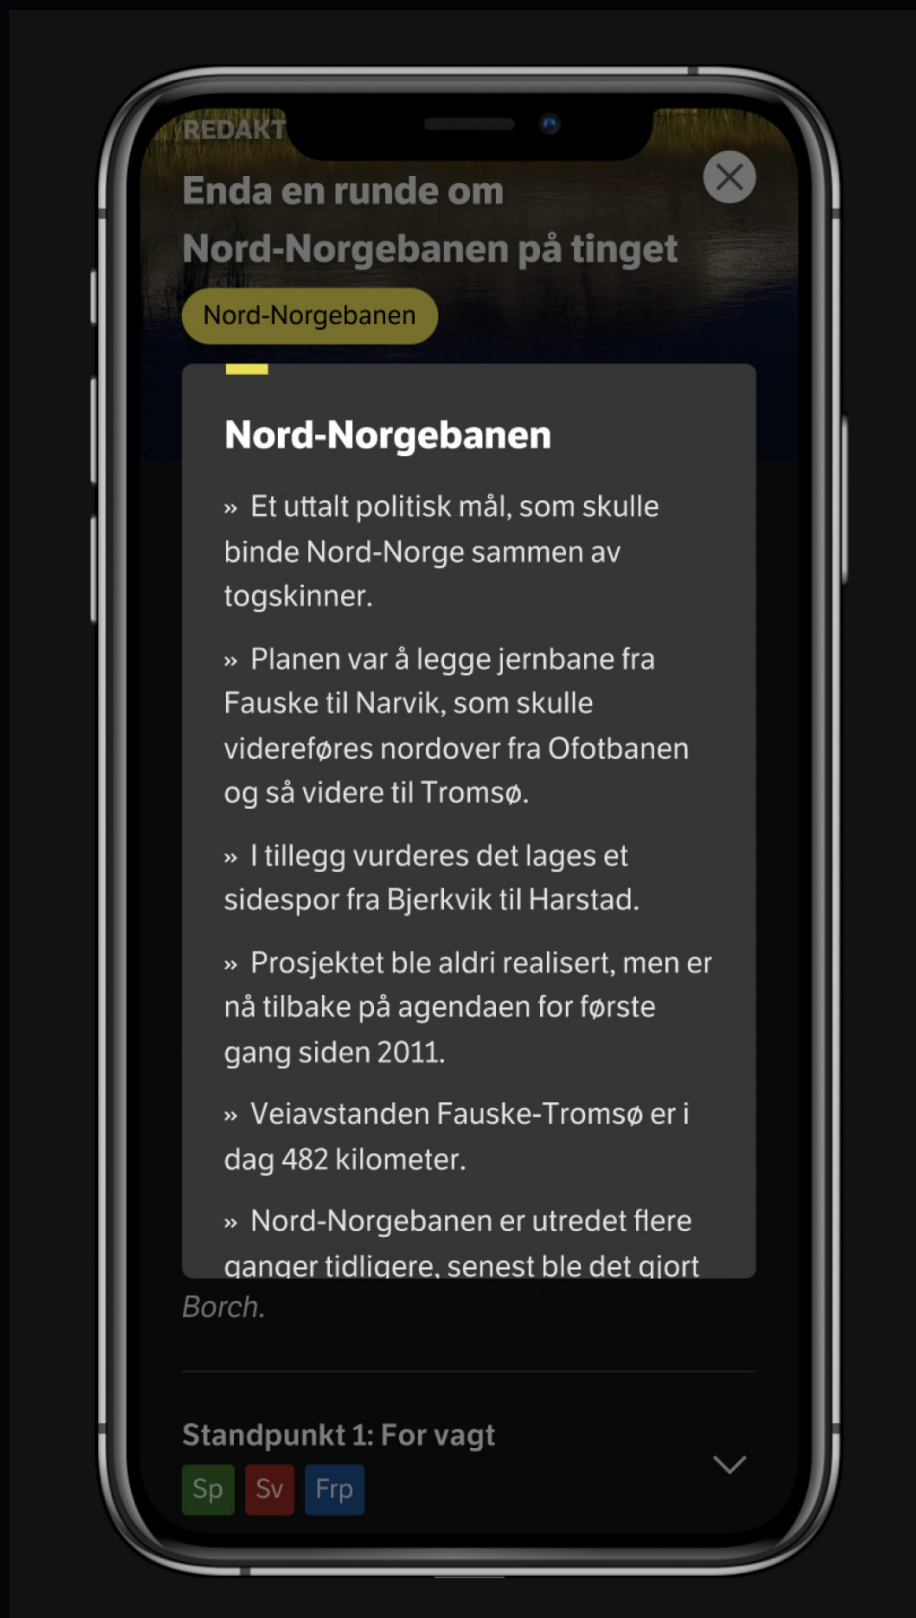 REDAKT
Enda en runde om
Nord-Norgebanen på tinget
Nord-Norgebanen
Nord-Norgebanen
» Et uttalt politisk mål, som skulle
binde Nord-Norge sammen av
togskinner.
» Planen var å legge jernbane fra
Fauske til Narvik, som skulle
videreføres nordover fra Ofotbanen
og så videre til Tromsø.
» I tillegg vurderes det lages et
sidespor fra Bjerkvik til Harstad.
» Prosjektet ble aldri realisert, men er
nå tilbake på agendaen for første
gang siden 2011.
» Veiavstanden Fauske-Tromsø er i
dag 482 kilometer.
» Nord-Norgebanen er utredet flere
ganger tidligere, senest ble det gjort
Borch.
Standpunkt 1: For vagt
Sp Sv Frp